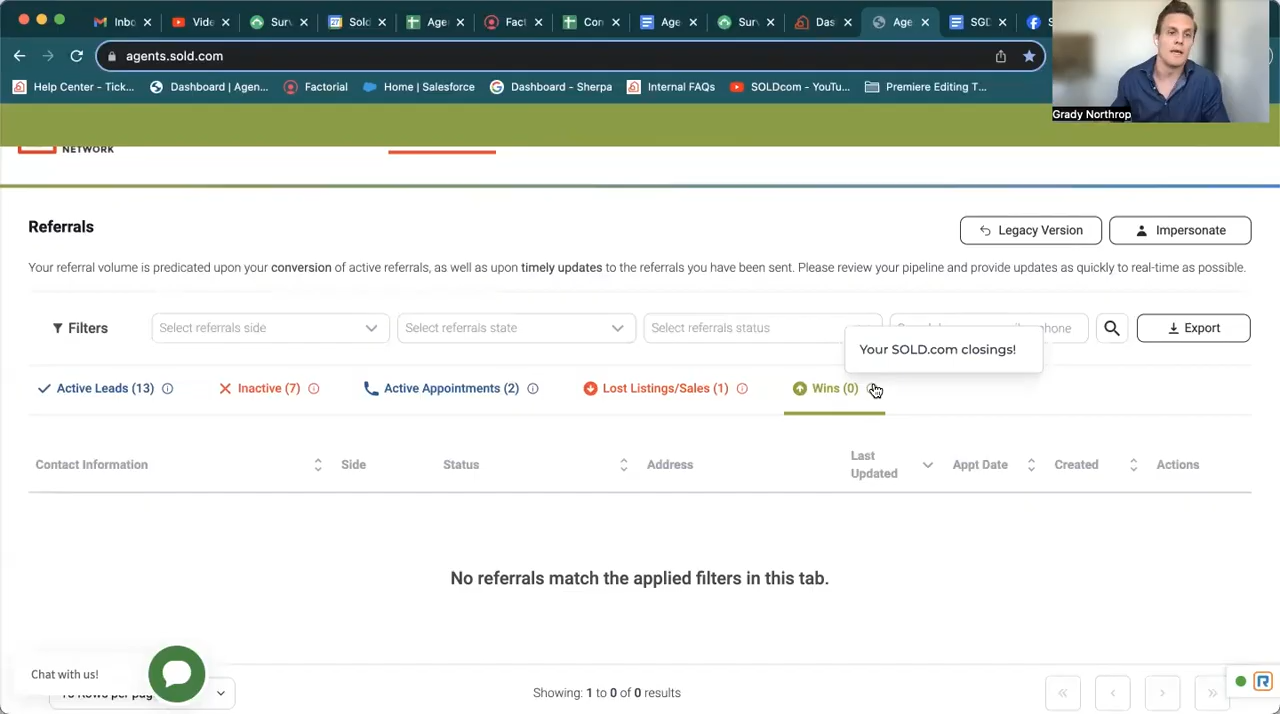 Inbo
Vide
Surv
Sold
Age
Fact
Con
Age
Surv
Das
Age
SGD
agents.sold.com
Help Center - Tick...
Dashboard | Agen...
Factorial
Home | Salesforce
Dashboard - Sherpa
Internal FAQs
SOLDcom - YouTu...
Premiere Editing T...
Grady Northrop
NETWORK
Referrals
Legacy Version
Impersonate
Your referral volume is predicated upon your conversion of active referrals, as well as upon timely updates to the referrals you have been sent. Please review your pipeline and provide updates as quickly to real-time as possible.
Filters
Select referrals side
Select referrals state
Select referrals status
Export
Your SOLD.com closings!
Active Leads (13)
Inactive (7)
Active Appointments (2)
Lost Listings/Sales (1)
Wins (0)
Contact Information
Side
Status
Address
Last
Updated
Appt Date
Created
Actions
No referrals match the applied filters in this tab.
Chat with us!
Showing: 1 to 0 of 0 results